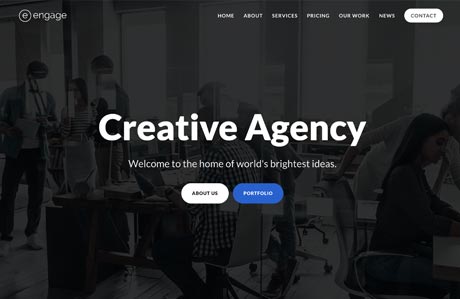 e engage
HOME ABOUT SERVICES PRICING OUR WORK NEWS CONTACT
Creative Agency
Welcome to the home of world's brightest ideas.
ABOUT US PORTFOLIO